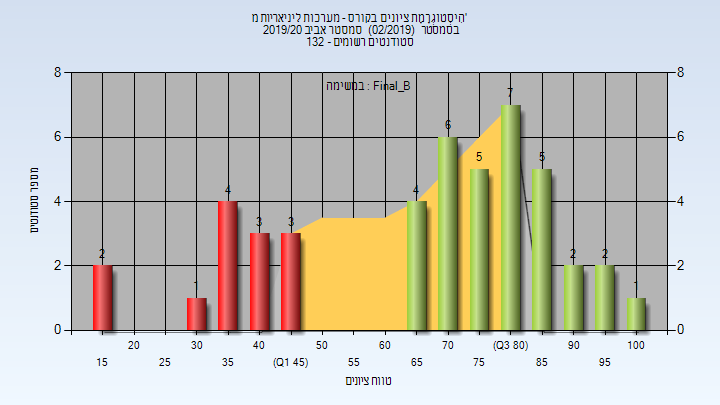 היסטוגרמת ציונים בקורס - מערכות ליניאריות מ'
בסמסטר (02/2019) סמסטר אביב 2019/20
סטודנטים רשומים - 132
במשימה : Final_B
8 8
6 6
4 4
2 2
0 0
2 1 4 3 3 4 6 5 7 5 2 2 1
מספר סטודנטים
20 30 40 50 60 70 (Q3 80) 90 100
15 25 35 (Q1 45) 55 65 75 85 95
טווח ציונים